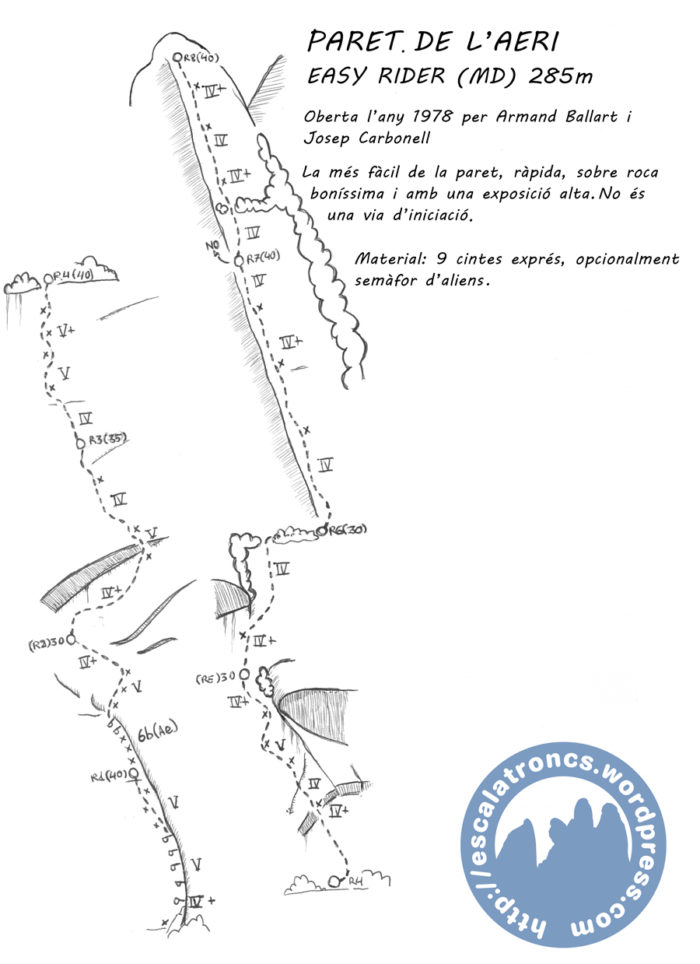 PARET DE L'AERI
EASY RIDER (MD) 285m
Oberta l'any 1978 per Armand Ballart i
Josep Carbonell
La més fàcil de la paret, ràpida, sobre roca
boníssima i amb una exposició alta. No és
una via d'iniciació.
Material: 9 cintes exprés, opcionalment
semàfor d'aliens.
R8(40)
IV+
IV
IV+
IV
NO
R7(40)
IV
IV+
IV
R6(30)
IV
IV+
(RE)30
IV+
V
IV
IV+
R4
R4(40)
V+
V
IV
R3(35)
IV
V
IV+
(R2)30
IV+
V
6b(Ae)
R1(40)
V
V
IV+
http://escalatroncs.wordpress.com